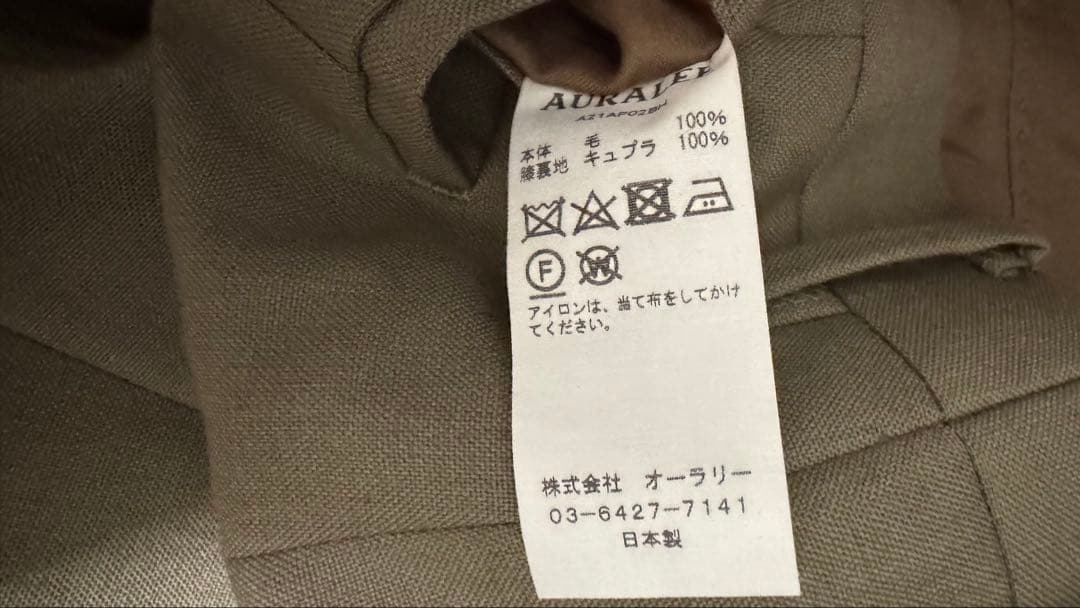 AURALEE
A21AP02BH
本体 毛 100%
膝裏地 キュプラ 100%
F W
アイロンは、当て布をしてかけ
てください。
株式会社 オーラリー
03-6427-7141
日本製